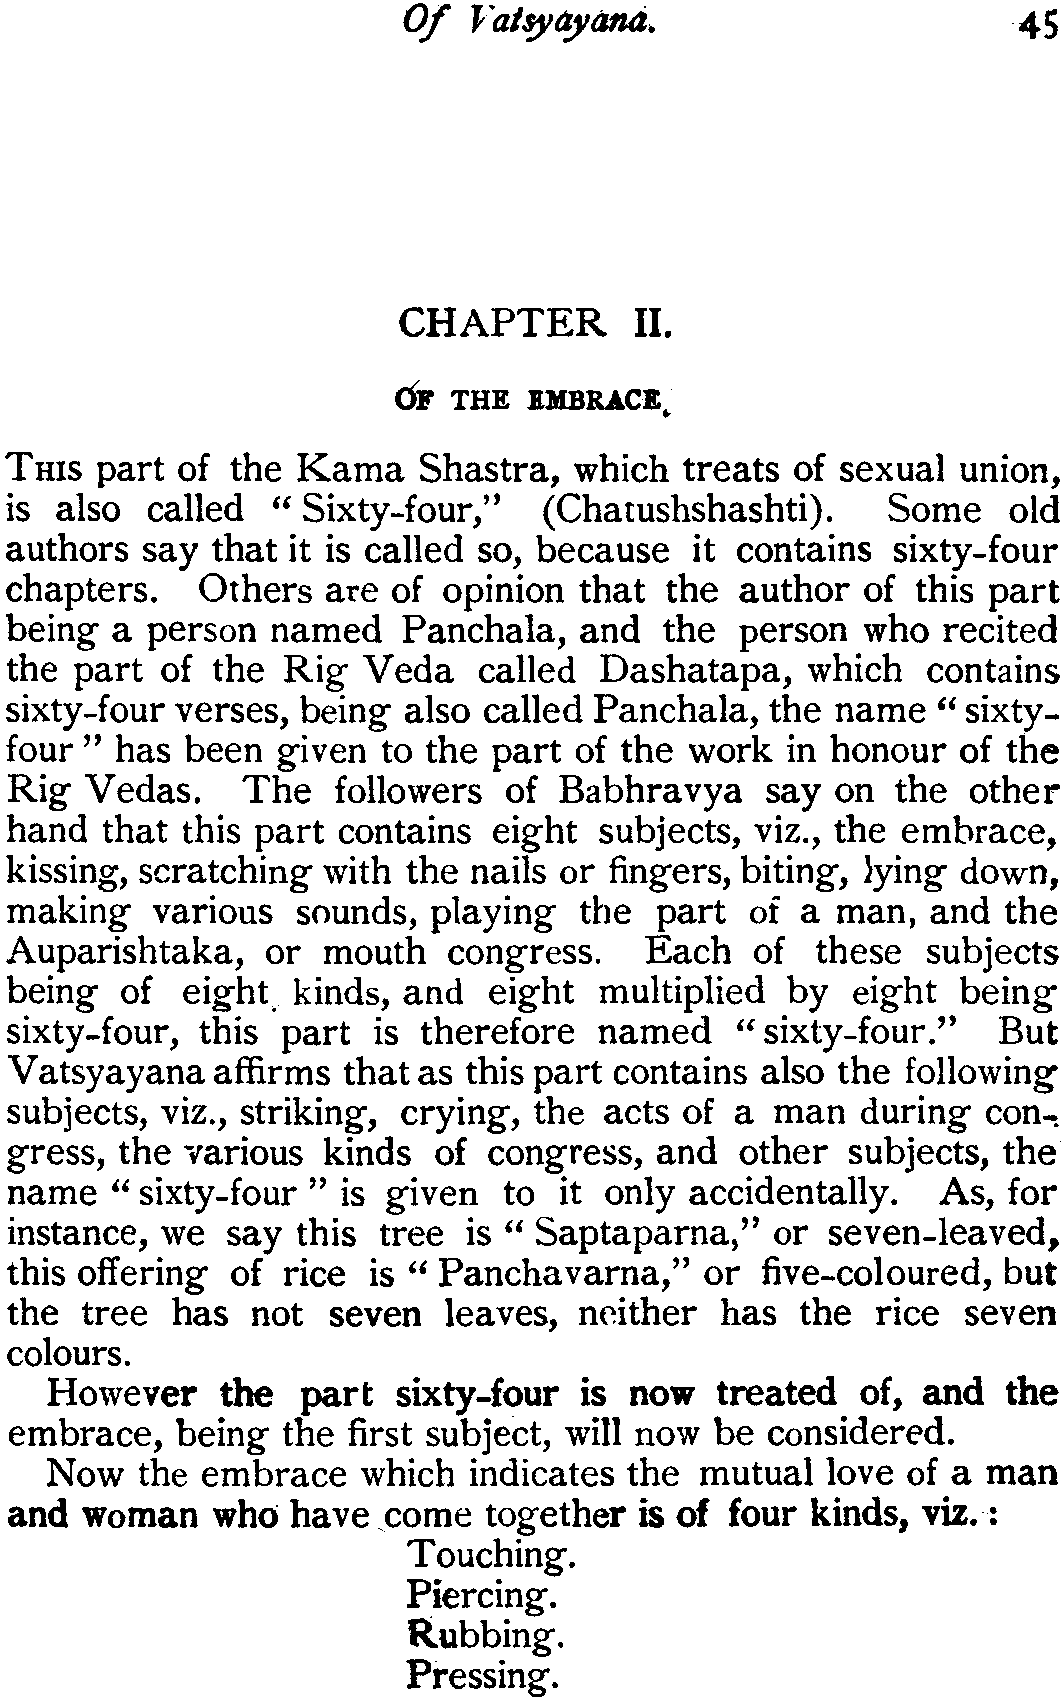 Of Vatsyayana. 45
CHAPTER II.
OF THE EMBRACE.
THIS part of the Kama Shastra, which treats of sexual union,
is also called "Sixty-four," (Chatushshashti). Some old
authors say that it is called so, because it contains sixty-four
chapters. Others are of opinion that the author of this part
being a person named Panchala, and the person who recited
the part of the Rig Veda called Dashatapa, which contains
sixty-four verses, being also called Panchala, the name "sixty-
four" has been given to the part of the work in honour of the
Rig Vedas. The followers of Babhravya say on the other
hand that this part contains eight subjects, viz., the embrace,
kissing, scratching with the nails or fingers, biting, lying down,
making various sounds, playing the part of a man, and the
Auparishtaka, or mouth congress. Each of these subjects
being of eight kinds, and eight multiplied by eight being
sixty-four, this part is therefore named "sixty-four." But
Vatsyayana affirms that as this part contains also the following
subjects, viz., striking, crying, the acts of a man during con-
gress, the various kinds of congress, and other subjects, the
name "sixty-four" is given to it only accidentally. As, for
instance, we say this tree is "Saptaparna," or seven-leaved,
this offering of rice is "Panchavarna," or five-coloured, but
the tree has not seven leaves, neither has the rice seven
colours.
However the part sixty-four is now treated of, and the
embrace, being the first subject, will now be considered.
Now the embrace which indicates the mutual love of a man
and woman who have come together is of four kinds, viz. :
Touching.
Piercing.
Rubbing.
Pressing.